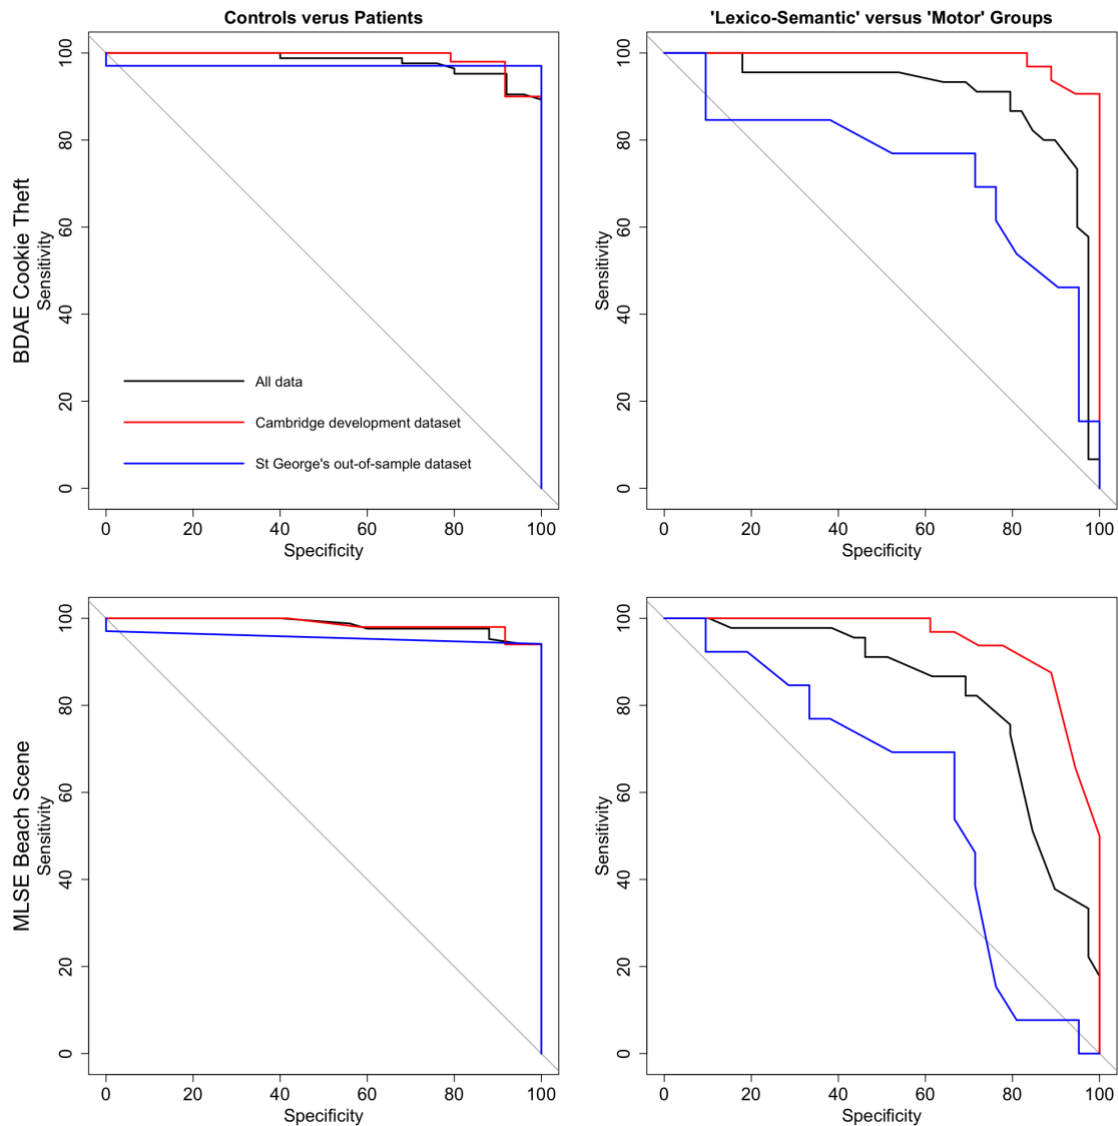 Controls verus Patients
'Lexico-Semantic' versus 'Motor' Groups
BDAE Cookie Theft
Sensitivity
0 20 40 60 80 100
All data
Cambridge development dataset
St George's out-of-sample dataset
0 20 40 60 80 100
Specificity
Sensitivity
0 20 40 60 80 100
0 20 40 60 80 100
Specificity
MLSE Beach Scene
Sensitivity
0 20 40 60 80 100
0 20 40 60 80 100
Specificity
Sensitivity
0 20 40 60 80 100
0 20 40 60 80 100
Specificity